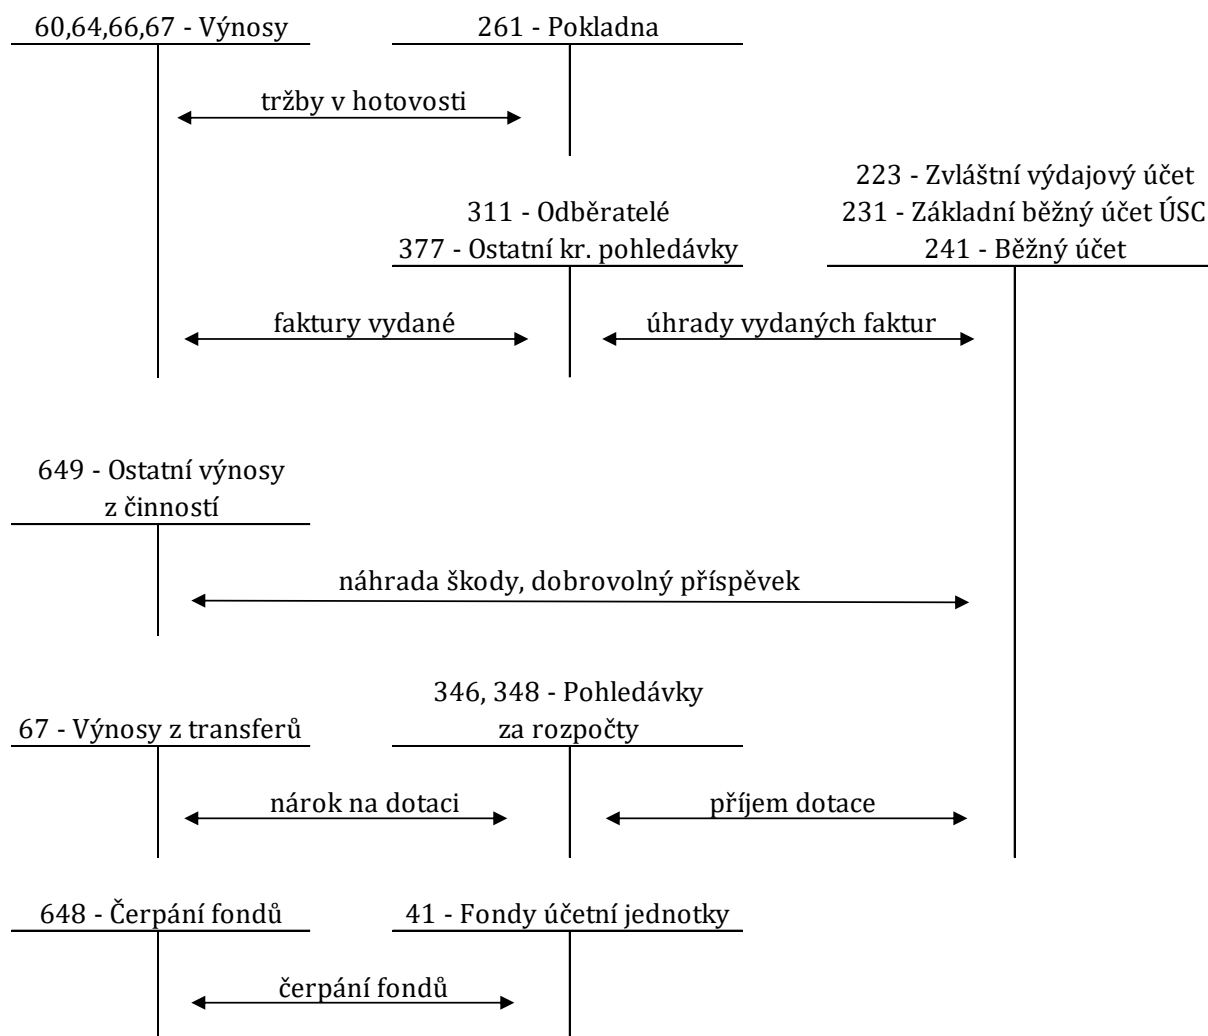 60,64,66,67 - Výnosy
261 - Pokladna
tržby v hotovosti
223 - Zvláštní výdajový účet
311 - Odběratelé
231 - Základní běžný účet ÚSC
377 - Ostatní kr. pohledávky
241 - Běžný účet
faktury vydané
úhrady vydaných faktur
649 - Ostatní výnosy
z činností
náhrada škody, dobrovolný příspěvek
346, 348 - Pohledávky
67 - Výnosy z transferů
za rozpočty
nárok na dotaci
příjem dotace
648 - Čerpání fondů
41 - Fondy účetní jednotky
čerpání fondů